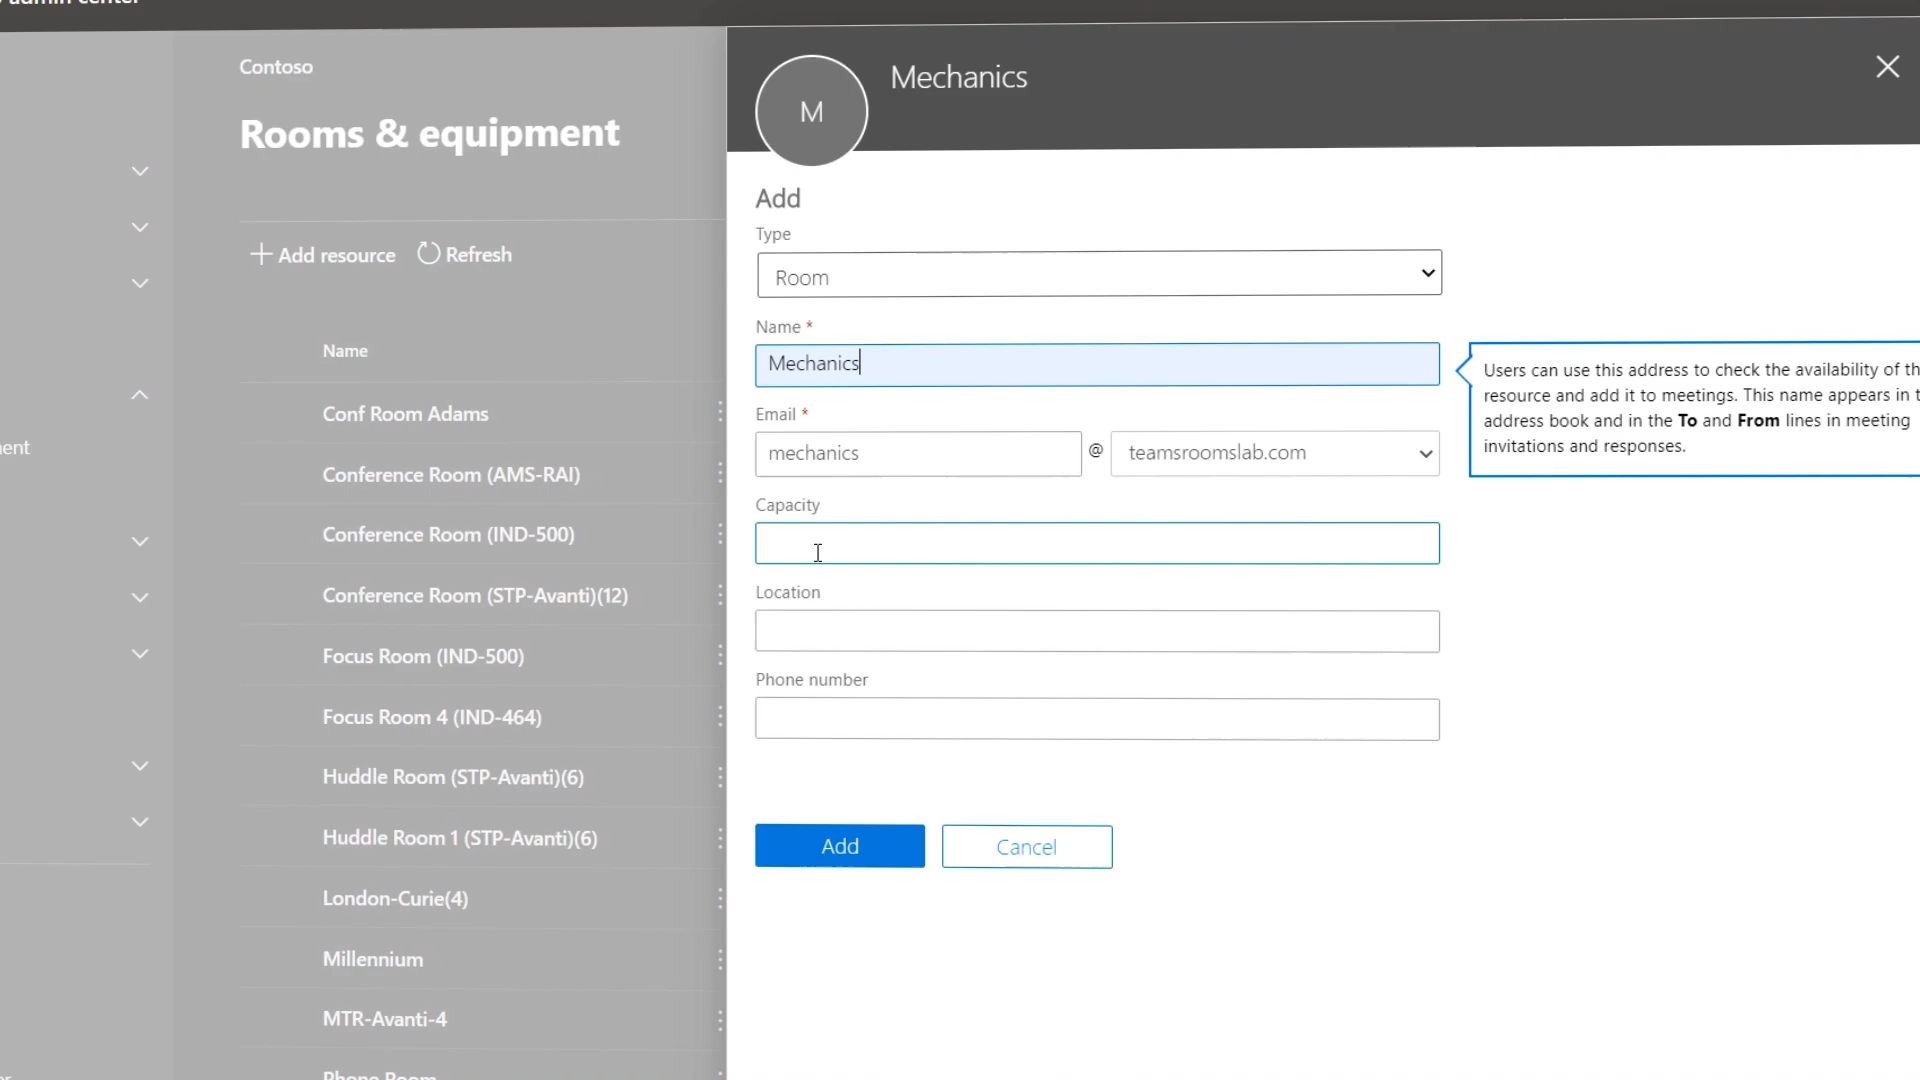 admin center
Contoso
Rooms & equipment
Add resource
Refresh
Name
Conf Room Adams
Conference Room (AMS-RAI)
Conference Room (IND-500)
Conference Room (STP-Avanti)(12)
Focus Room (IND-500)
Focus Room 4 (IND-464)
Huddle Room (STP-Avanti)(6)
Huddle Room 1 (STP-Avanti)(6)
London-Curie(4)
Millennium
MTR-Avanti-4
Phone Room
M
Mechanics
Add
Type
Room
Name *
Mechanics
Email *
mechanics @ teamsroomslab.com
Capacity
Location
Phone number
Add
Cancel
Users can use this address to check the availability of th
resource and add it to meetings. This name appears in t
address book and in the To and From lines in meeting
invitations and responses.